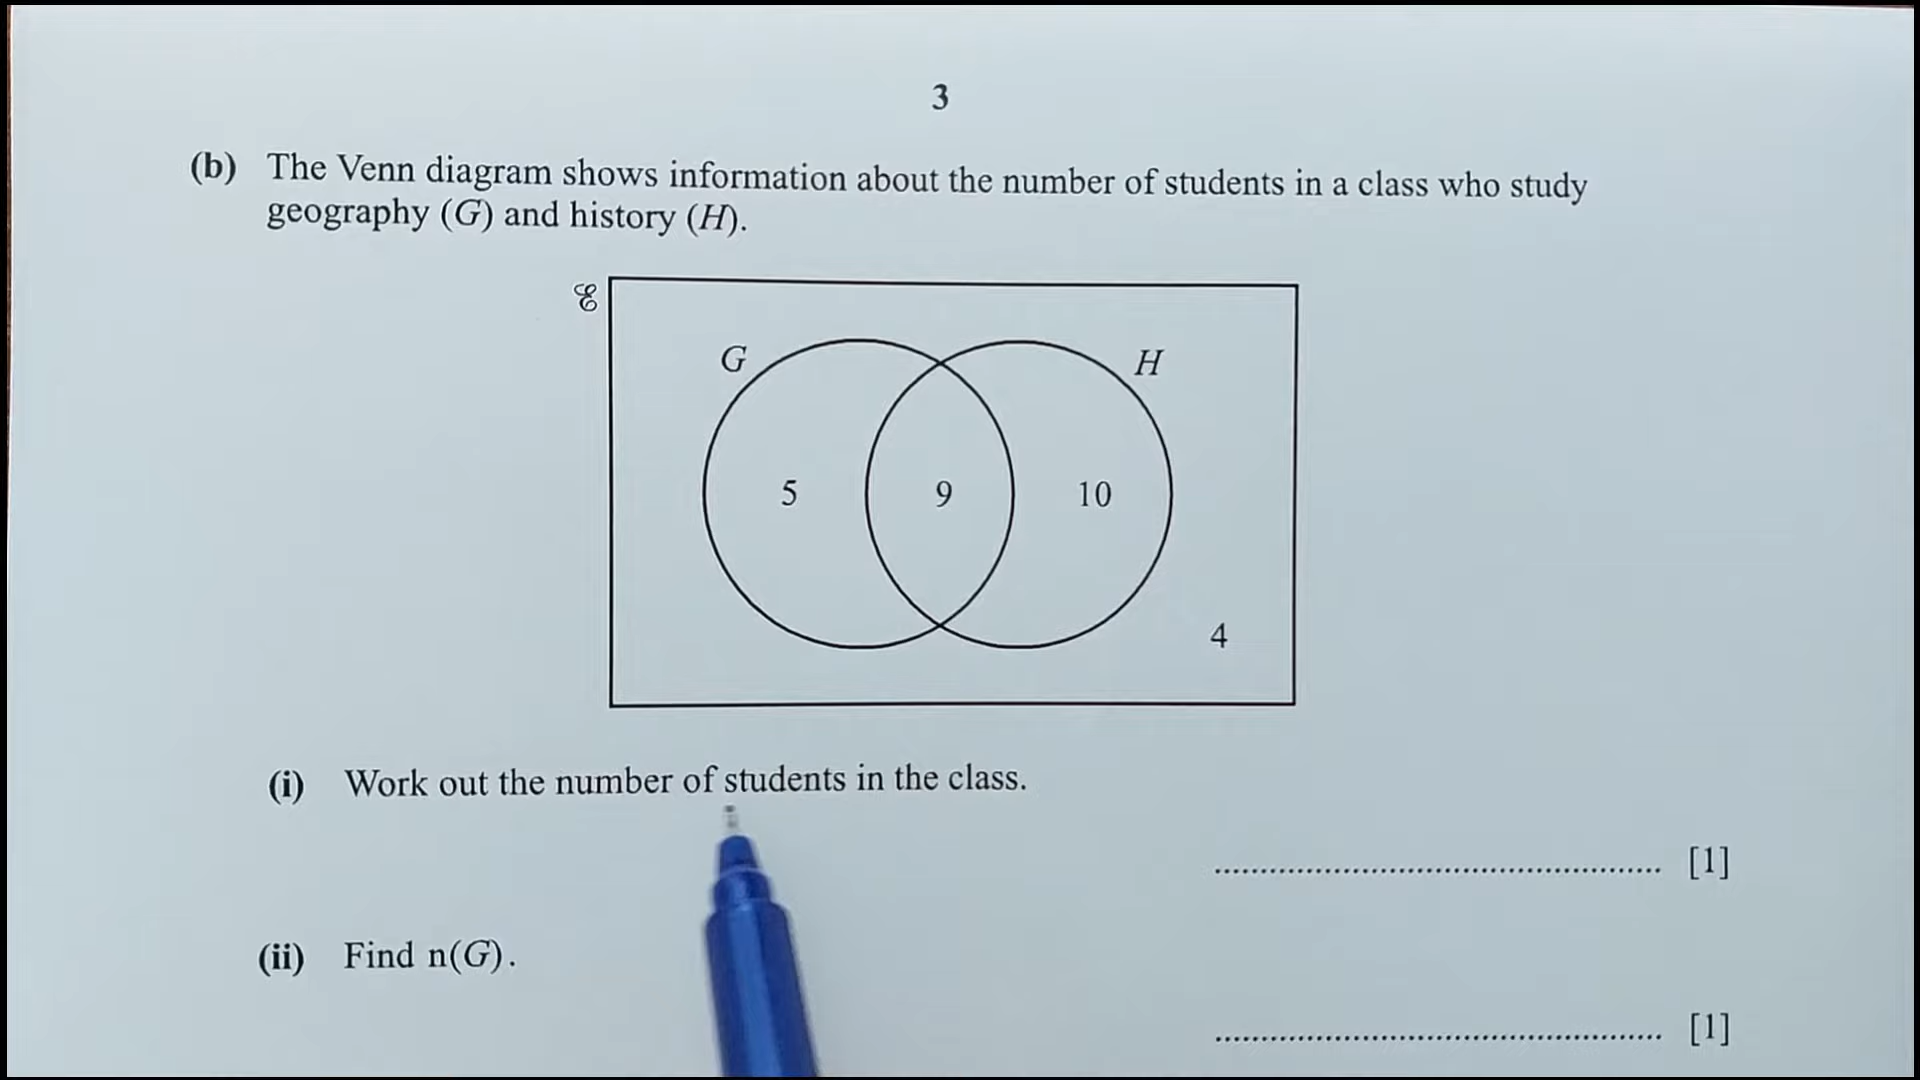 3
(b) The Venn diagram shows information about the number of students in a class who study
geography (G) and history (H).
ℰ
G H
5 9 10
4
(i) Work out the number of students in the class.
................................................ [1]
(ii) Find n(G).
................................................ [1]